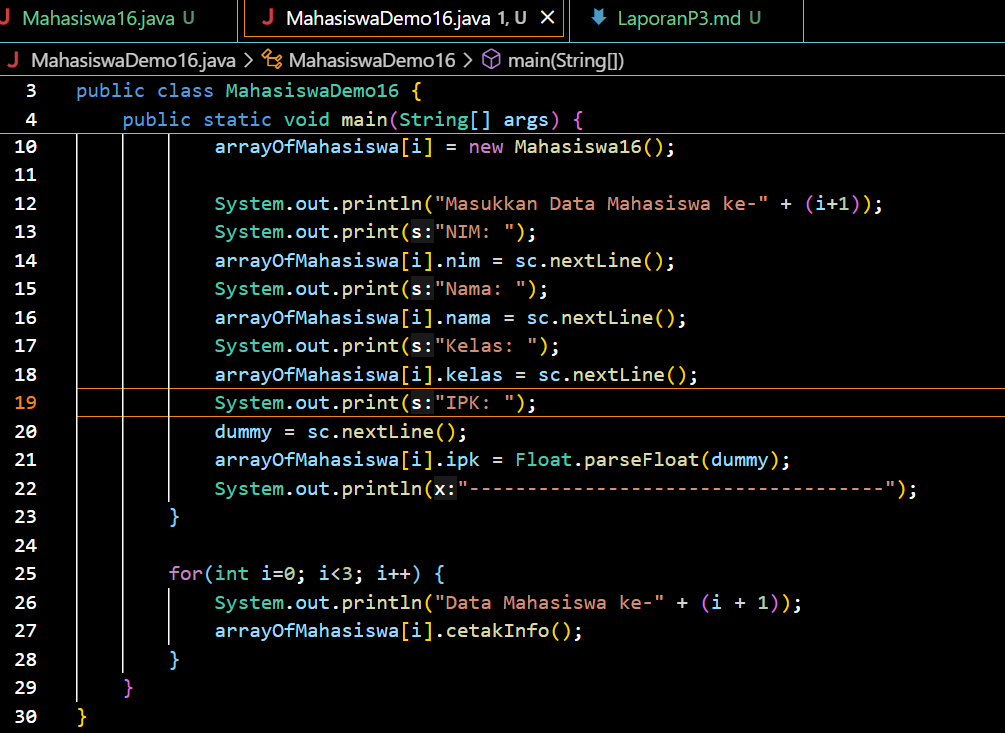 MahasiswaDemo16.java U
MahasiswaDemo16.java 1, U
LaporanP3.md U
MahasiswaDemo16.java > MahasiswaDemo16 > main(String[])
3 public class MahasiswaDemo16 {
4 public static void main(String[] args) {
10 arrayOfMahasiswa[i] = new Mahasiswa16();
11
12 System.out.println("Masukkan Data Mahasiswa ke-" + (i+1));
13 System.out.print(s:"NIM: ");
14 arrayOfMahasiswa[i].nim = sc.nextLine();
15 System.out.print(s:"Nama: ");
16 arrayOfMahasiswa[i].nama = sc.nextLine();
17 System.out.print(s:"Kelas: ");
18 arrayOfMahasiswa[i].kelas = sc.nextLine();
19 System.out.print(s:"IPK: ");
20 dummy = sc.nextLine();
21 arrayOfMahasiswa[i].ipk = Float.parseFloat(dummy);
22 System.out.println(x:"------------------------------------");
23 }
24
25 for(int i=0; i<3; i++) {
26 System.out.println("Data Mahasiswa ke-" + (i + 1));
27 arrayOfMahasiswa[i].cetakInfo();
28 }
29 }
30 }